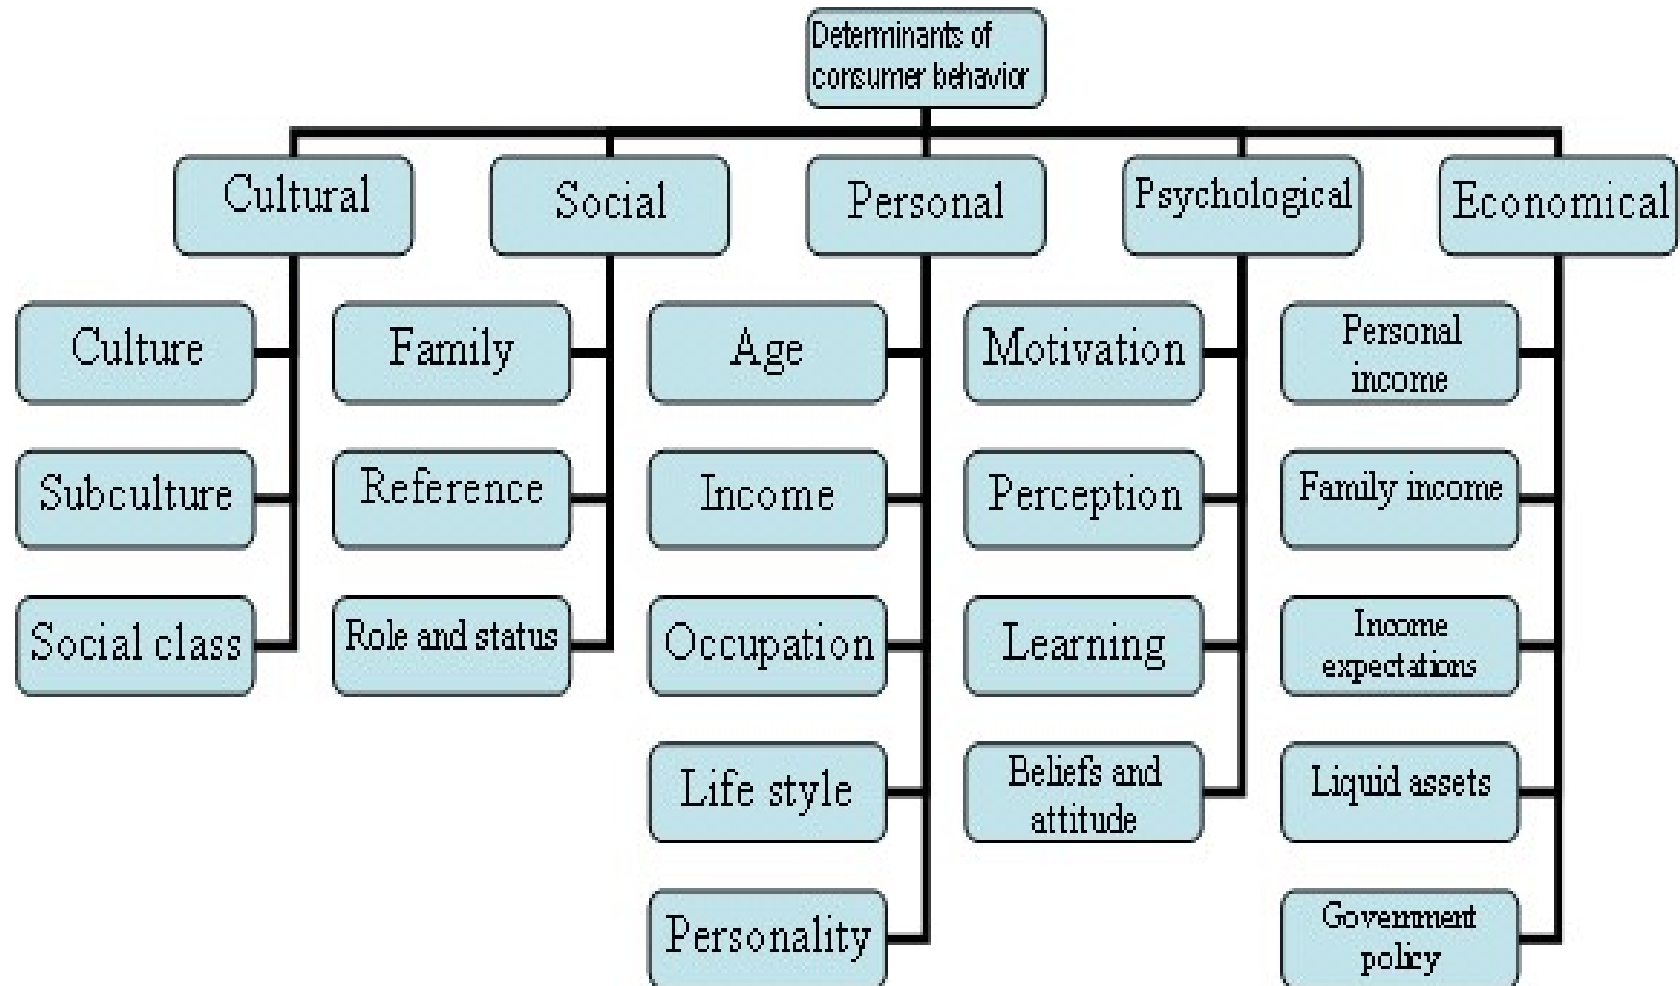 Determinants of
consumer behavior
Cultural
Social
Personal
Psychological
Economical
Culture
Family
Age
Motivation
Personal
income
Subculture
Reference
Income
Perception
Family income
Social class
Role and status
Occupation
Learning
Income
expectations
Life style
Beliefs and
attitude
Liquid assets
Personality
Government
policy